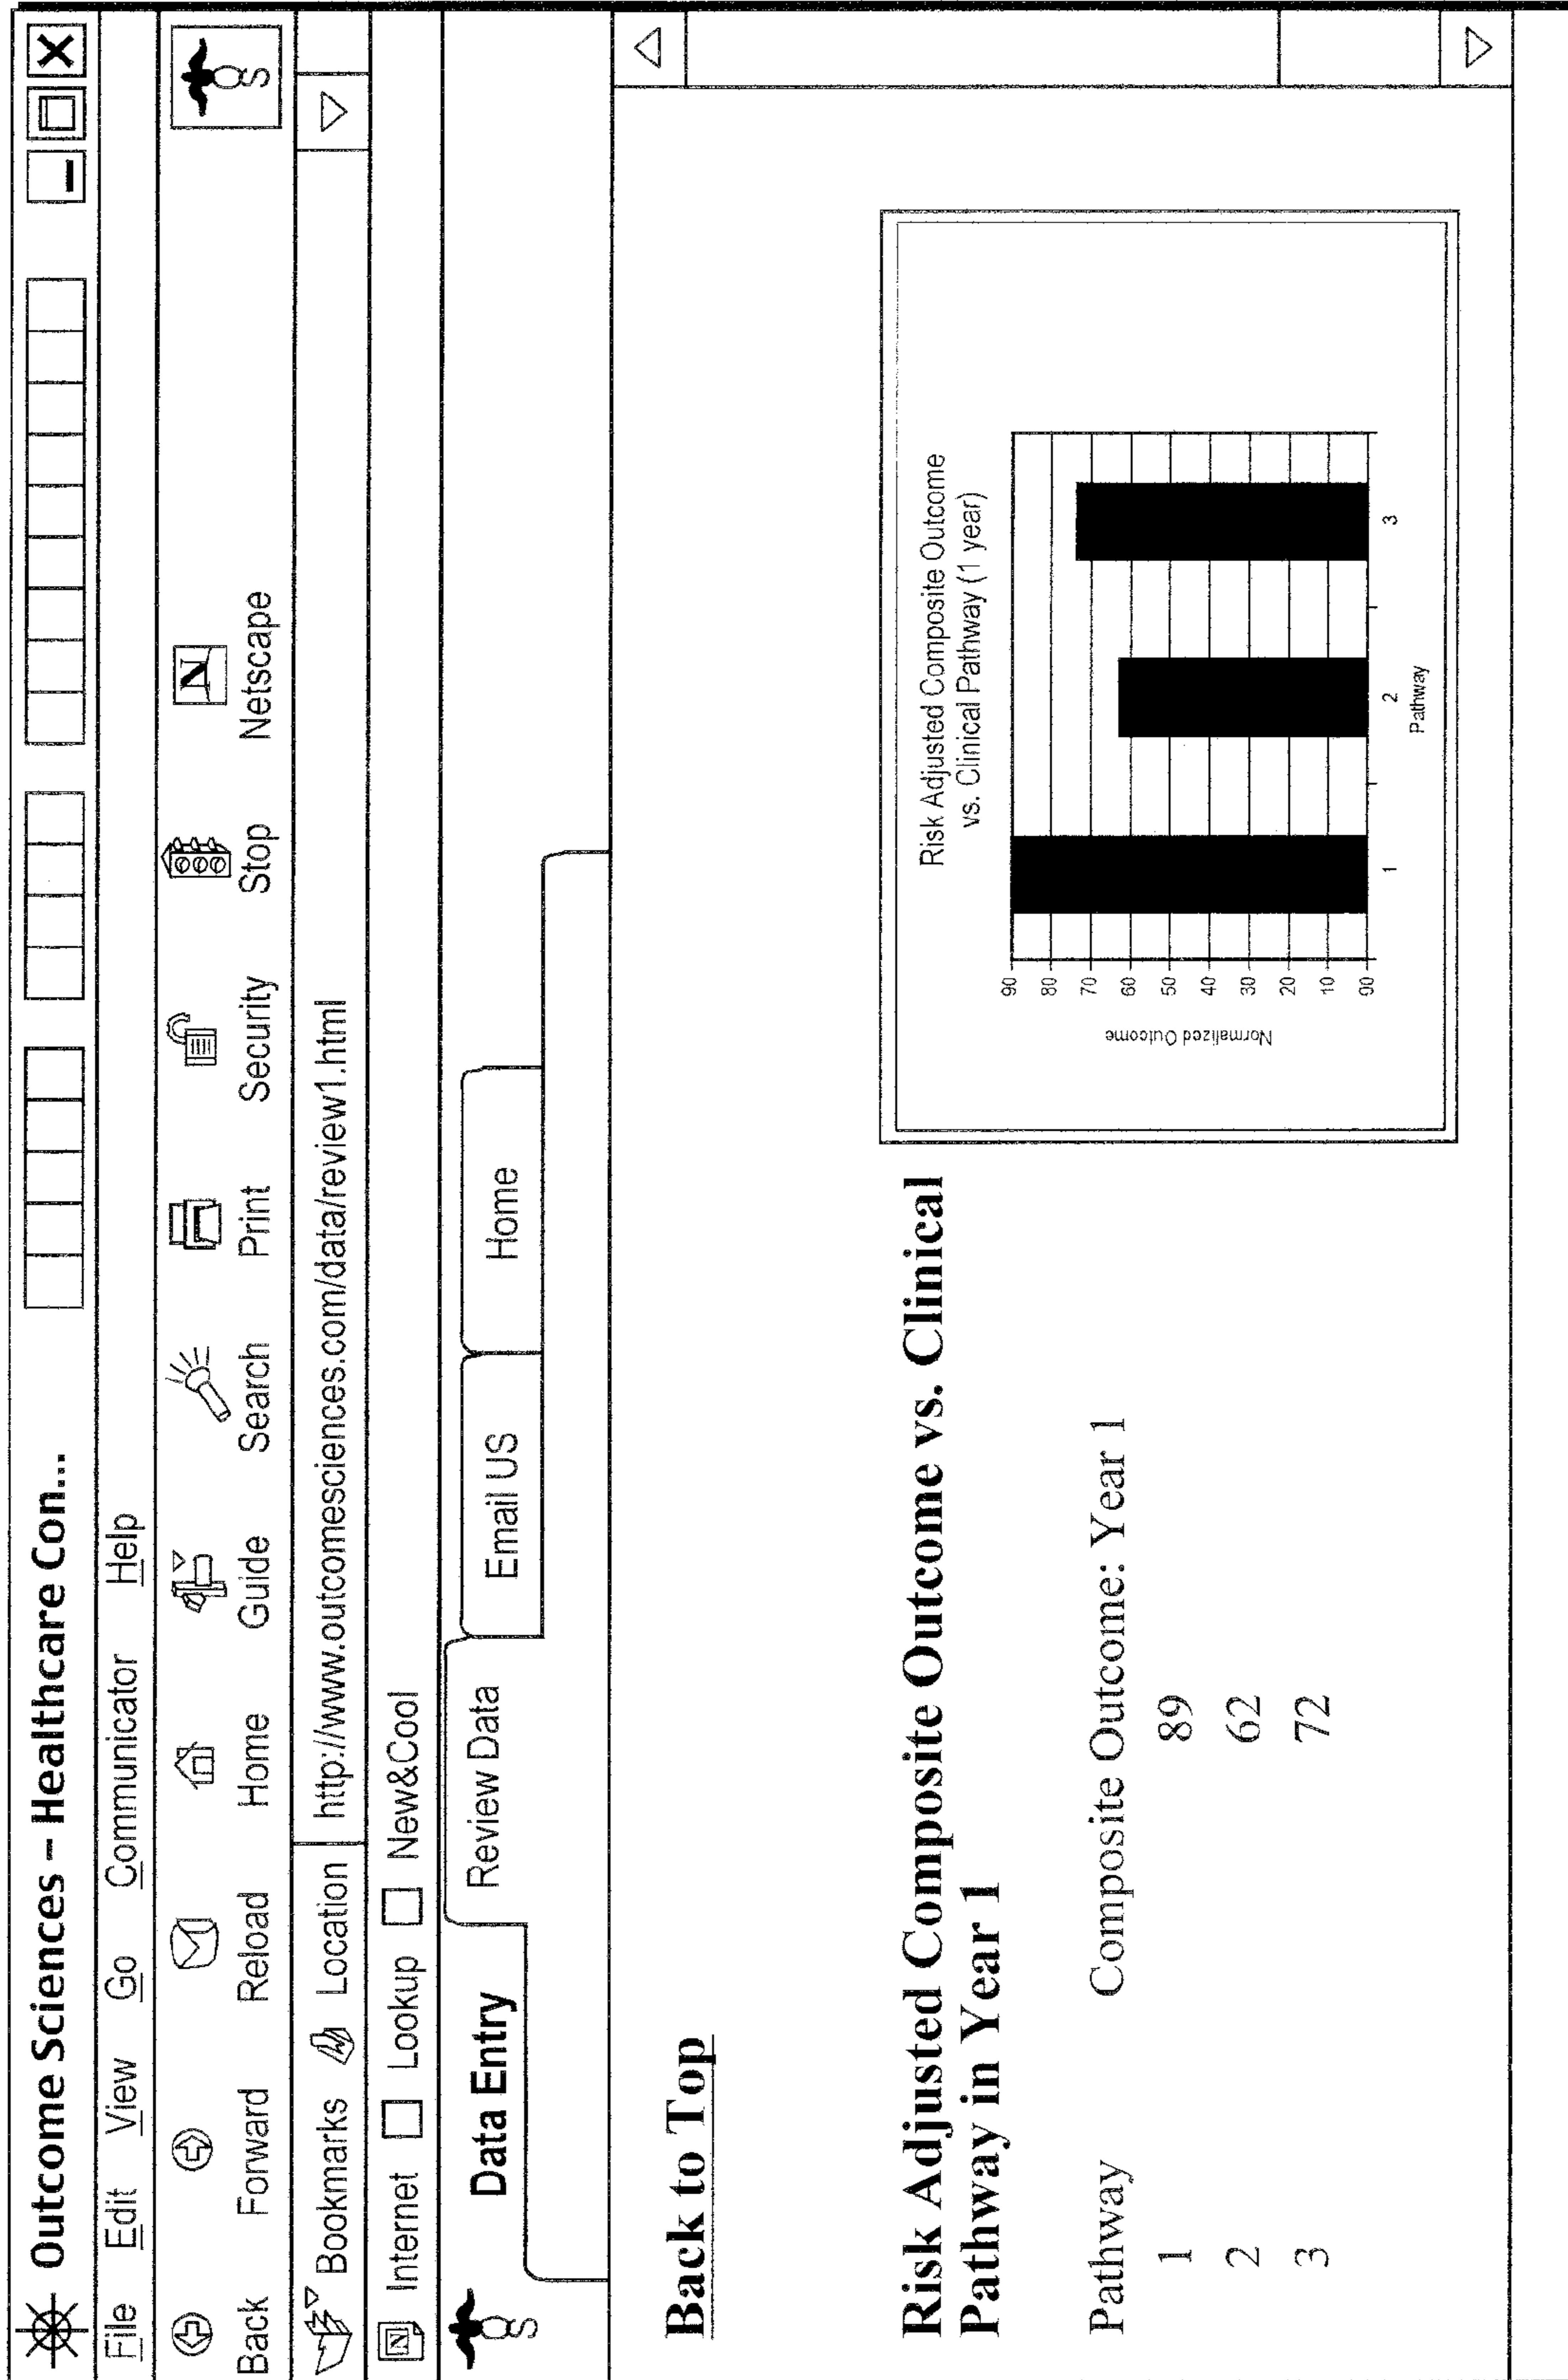 Outcome Sciences – Healthcare Con...
File Edit View Go Communicator Help
Back Forward Reload Home Guide Search Print Security Stop Netscape
N
S
Bookmarks Location http://www.outcomesciences.com/data/review1.html
N Internet Lookup New&Cool
S
Data Entry Review Data Email US Home
Back to Top
Risk Adjusted Composite Outcome vs. Clinical
Pathway in Year 1
Pathway Composite Outcome: Year 1
1 89
2 62
3 72
Risk Adjusted Composite Outcome
vs. Clinical Pathway (1 year)
Normalized Outcome
90
80
70
60
50
40
30
20
10
90
1 2 3
Pathway